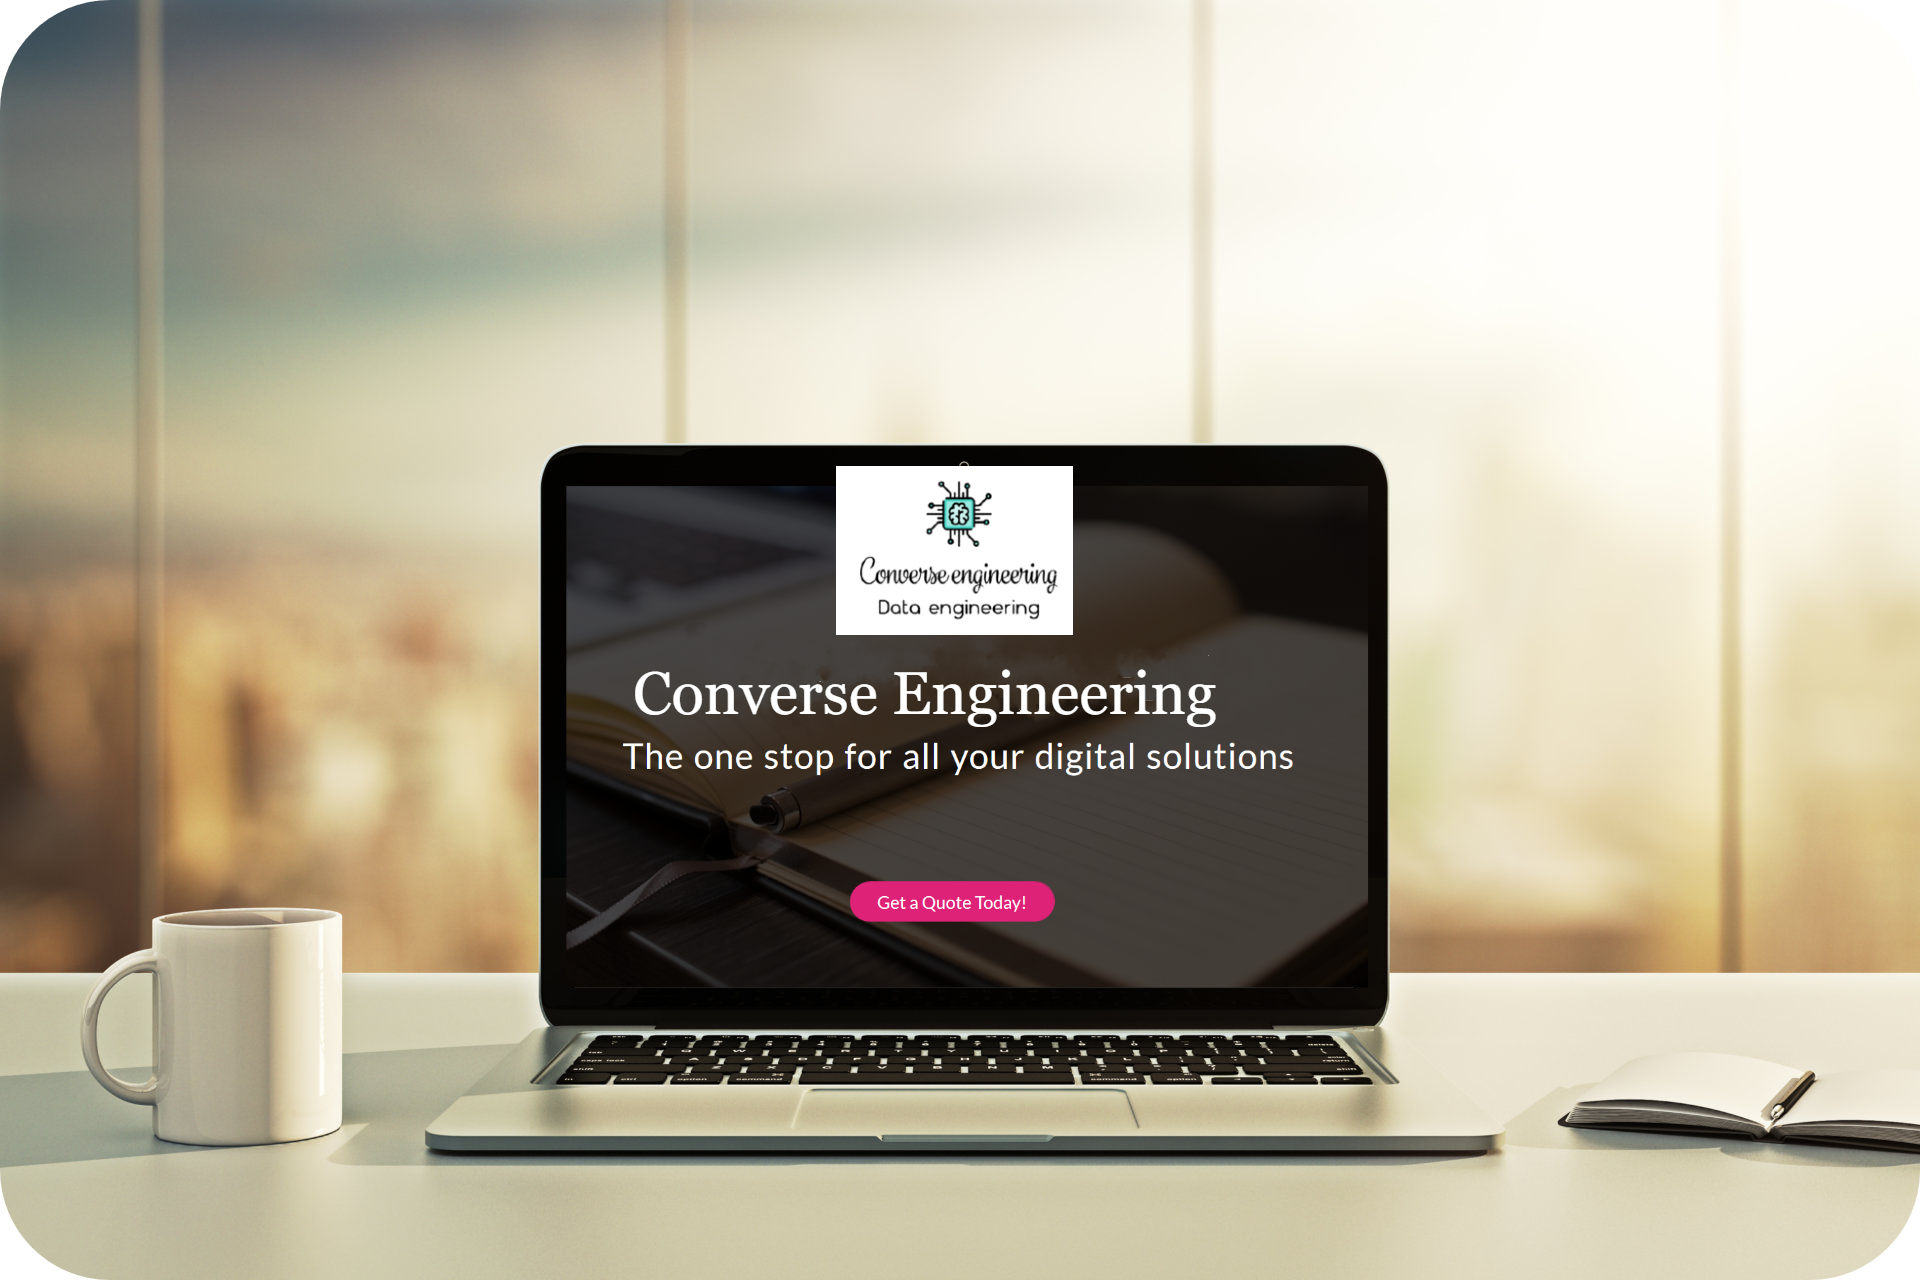 Converse engineering
Data engineering
Converse Engineering
The one stop for all your digital solutions
Get a Quote Today!